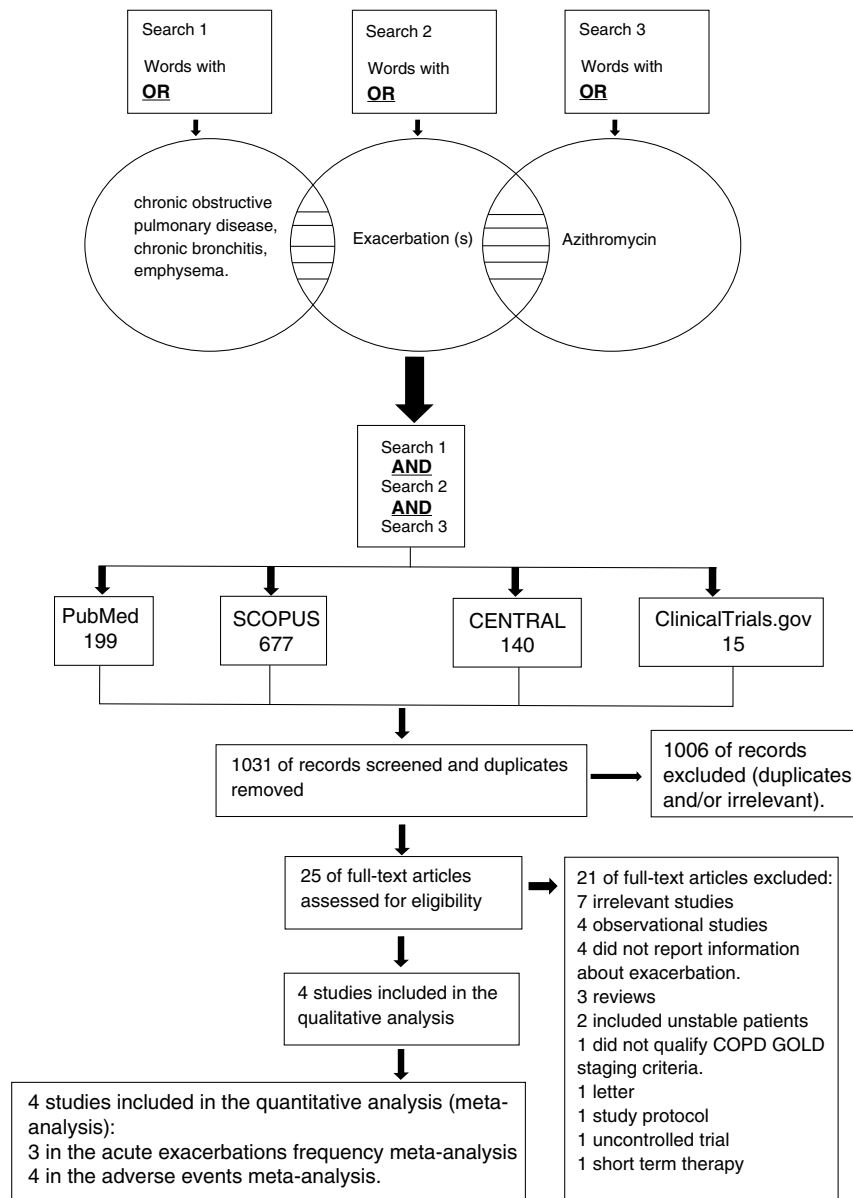 Search 1
Words with
OR
Search 2
Words with
OR
Search 3
Words with
OR
chronic obstructive
pulmonary disease,
chronic bronchitis,
emphysema.
Exacerbation (s)
Azithromycin
Search 1
AND
Search 2
AND
Search 3
PubMed
199
SCOPUS
677
CENTRAL
140
ClinicalTrials.gov
15
1031 of records screened and duplicates
removed
1006 of records
excluded (duplicates
and/or irrelevant).
25 of full-text articles
assessed for eligibility
21 of full-text articles excluded:
7 irrelevant studies
4 observational studies
4 did not report information
about exacerbation.
3 reviews
2 included unstable patients
1 did not qualify COPD GOLD
staging criteria.
1 letter
1 study protocol
1 uncontrolled trial
1 short term therapy
4 studies included in the
qualitative analysis
4 studies included in the quantitative analysis (meta-
analysis):
3 in the acute exacerbations frequency meta-analysis
4 in the adverse events meta-analysis.